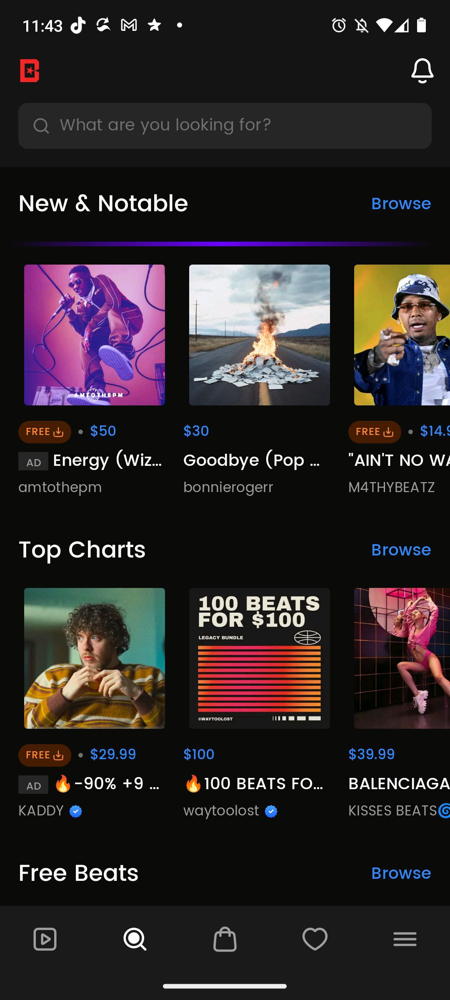 11:43
What are you looking for?
New & Notable
Browse
AMTOTHEPM
FREE • $50
$30
FREE • $14.9
AD Energy (Wiz...
Goodbye (Pop ...
"AIN'T NO WA
amtothepm
bonnierogerr
M4THYBEATZ
Top Charts
Browse
100 BEATS
FOR $100
LEGACY BUNDLE
©WAYTOOLOST
FREE • $29.99
$100
$39.99
AD 🔥-90% +9 ...
🔥100 BEATS FO...
BALENCIAGA
KADDY
waytoolost
KISSES BEATS🌀
Free Beats
Browse